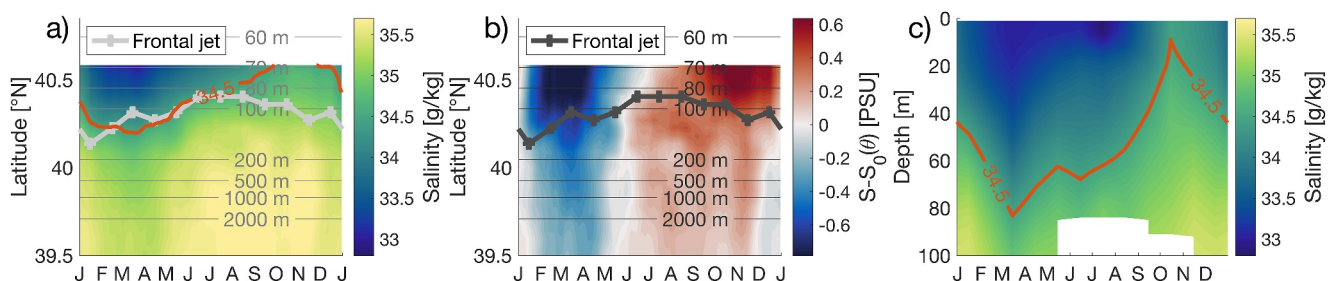 a)
Frontal jet
60 m
70 m
80 m
100 m
200 m
500 m
1000 m
2000 m
34.5
40.5
40
39.5
Latitude [°N]
J F M A M J J A S O N D J
35.5
35
34.5
34
33.5
33
Salinity [g/kg]
b)
Frontal jet
60 m
70 m
80 m
100 m
200 m
500 m
1000 m
2000 m
40.5
40
39.5
Latitude [°N]
J F M A M J J A S O N D J
0.6
0.4
0.2
0
-0.2
-0.4
-0.6
S-S0(θ) [PSU]
c)
0
20
40
60
80
100
Depth [m]
34.5
34.5
J F M A M J J A S O N D
35.5
35
34.5
34
33.5
33
Salinity [g/kg]